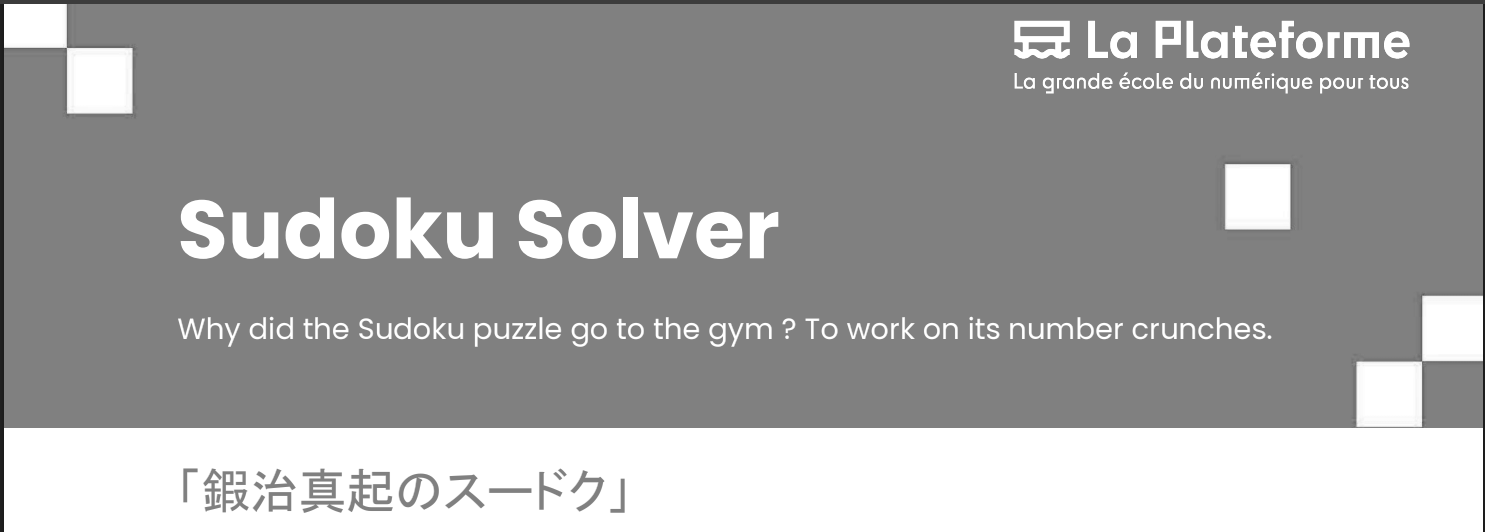 La Plateforme
La grande école du numérique pour tous
Sudoku Solver
Why did the Sudoku puzzle go to the gym ? To work on its number crunches.
「鍜治真起のスードク」